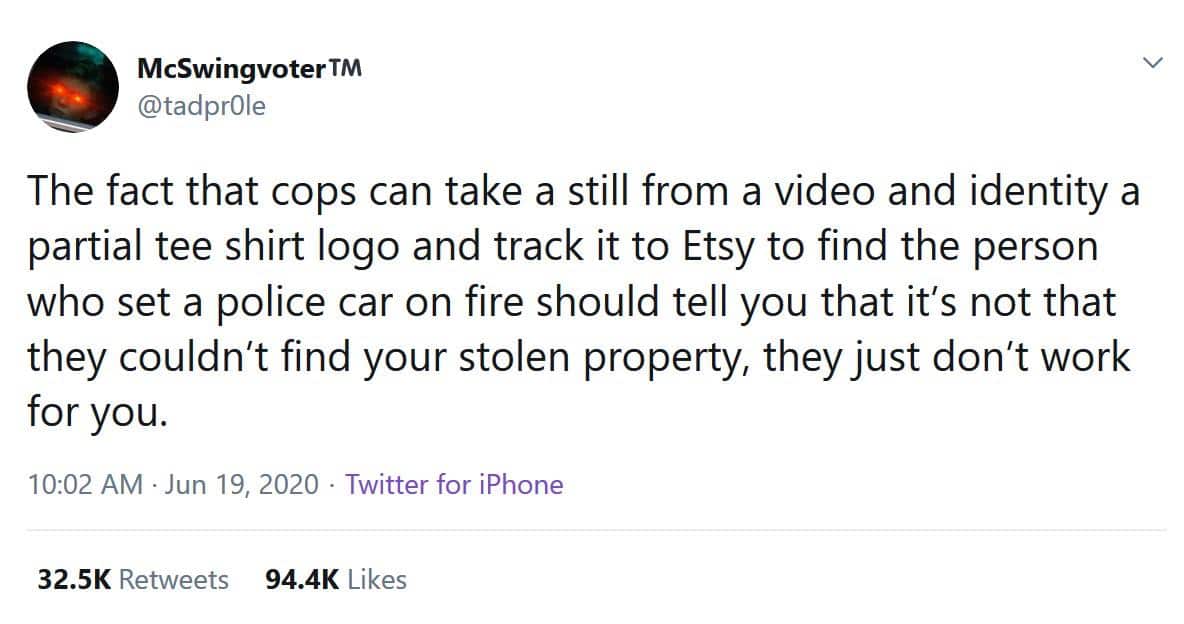 McSwingvoter™
@tadpr0le
The fact that cops can take a still from a video and identity a
partial tee shirt logo and track it to Etsy to find the person
who set a police car on fire should tell you that it’s not that
they couldn’t find your stolen property, they just don’t work
for you.
10:02 AM · Jun 19, 2020 · Twitter for iPhone
32.5K Retweets 94.4K Likes